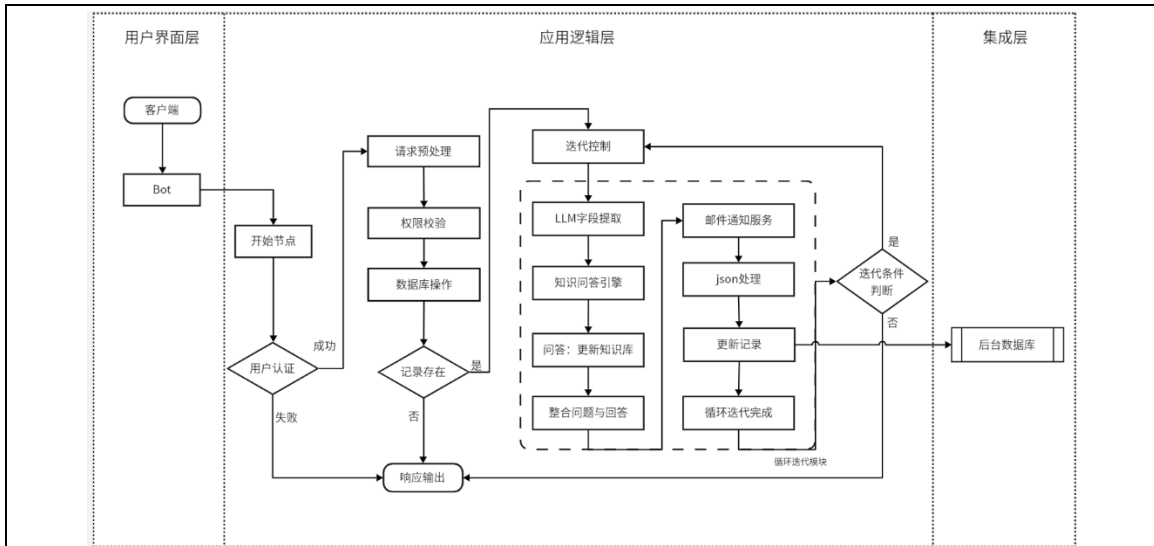 用户界面层
应用逻辑层
集成层
客户端
Bot
开始节点
用户认证
成功
失败
请求预处理
权限校验
数据库操作
记录存在
是
否
响应输出
迭代控制
LLM字段提取
知识问答引擎
问答：更新知识库
整合问题与回答
邮件通知服务
json处理
更新记录
循环迭代完成
循环迭代模块
迭代条件
判断
是
否
后台数据库